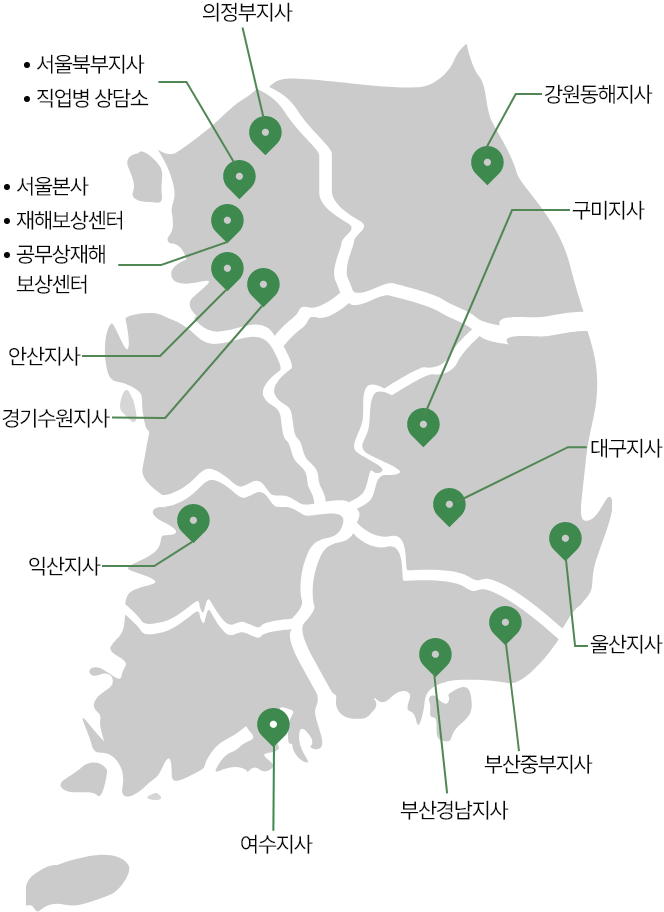 의정부지사
• 서울북부지사
• 직업병 상담소
강원동해지사
• 서울본사
• 재해보상센터
• 공무상재해
보상센터
구미지사
안산지사
경기수원지사
대구지사
익산지사
울산지사
부산중부지사
부산경남지사
여수지사